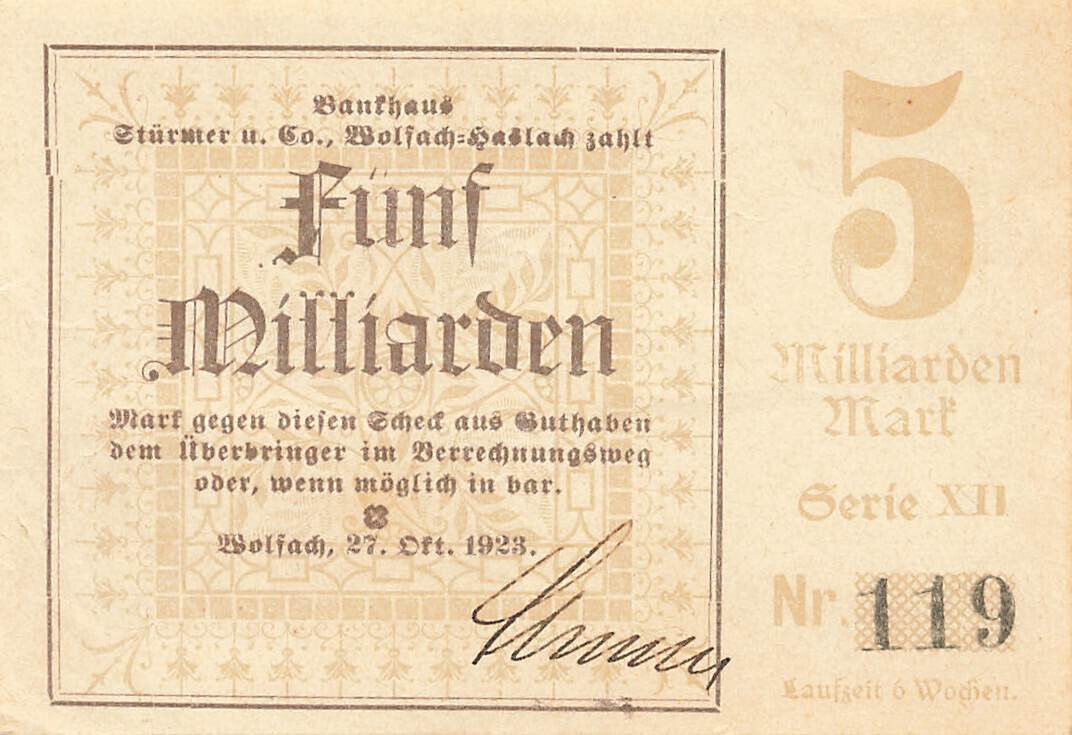 Bankhaus
Stürmer u. Co., Wolfach-Haslach zahlt
Fünf
Milliarden
Mark gegen diesen Scheck aus Guthaben
dem Überbringer im Verrechnungsweg
oder, wenn möglich in bar.
Wolfach, 27. Okt. 1923.
5
Milliarden
Mark
Serie XII
Nr. 119
Laufzeit 6 Wochen.